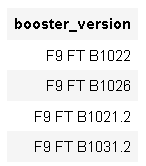 booster_version
F9 FT B1022
F9 FT B1026
F9 FT B1021.2
F9 FT B1031.2